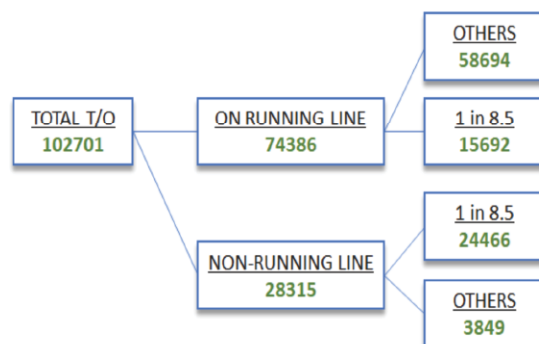 TOTAL T/O
102701
ON RUNNING LINE
74386
OTHERS
58694
1 in 8.5
15692
NON-RUNNING LINE
28315
1 in 8.5
24466
OTHERS
3849